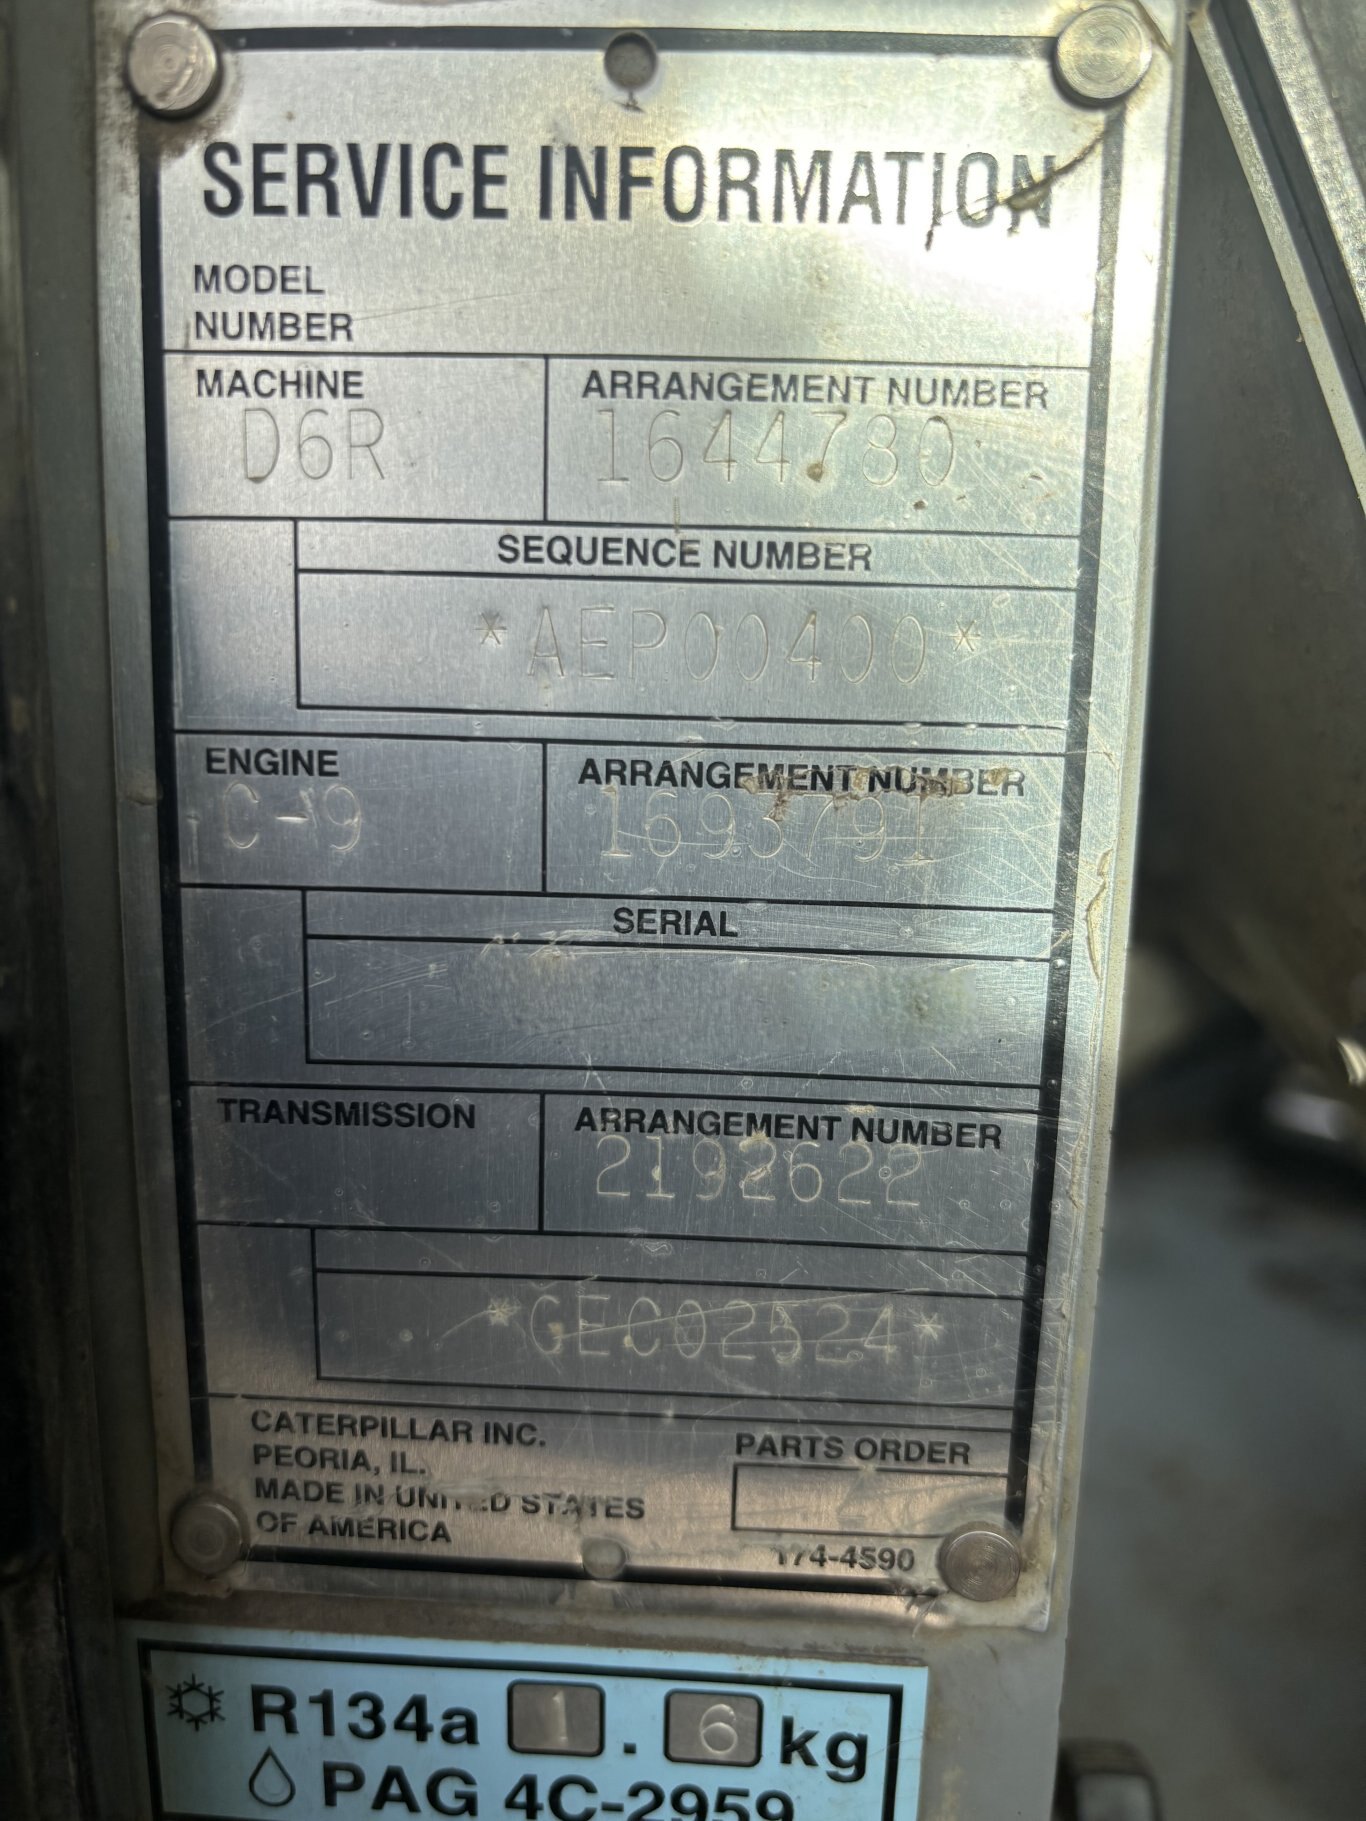 SERVICE INFORMATION
MODEL
NUMBER
MACHINE ARRANGEMENT NUMBER
D6R 1644780
SEQUENCE NUMBER
*AEP00400*
ENGINE ARRANGEMENT NUMBER
C-9 1693791
SERIAL
TRANSMISSION ARRANGEMENT NUMBER
2192622
*GEC02524*
CATERPILLAR INC.
PEORIA, IL.
MADE IN UNITED STATES
OF AMERICA
PARTS ORDER
174-4590
R134a 1.6 kg
PAG 4C-2959